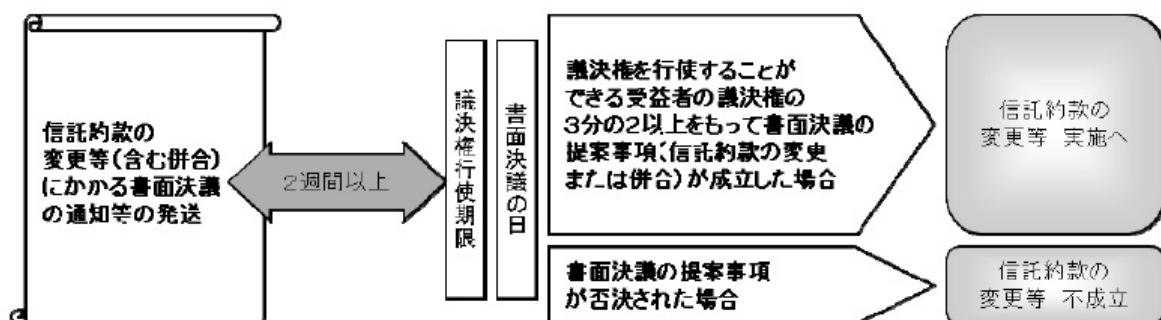 信託約款の
変更等(含む併合)
にかかる書面決議
の通知等の発送
2週間以上
議決権行使期限
書面決議の日
議決権を行使することが
できる受益者の議決権の
3分の2以上をもって書面決議の
提案事項(信託約款の変更
または併合)が成立した場合
信託約款の
変更等 実施へ
書面決議の提案事項
が否決された場合
信託約款の
変更等 不成立